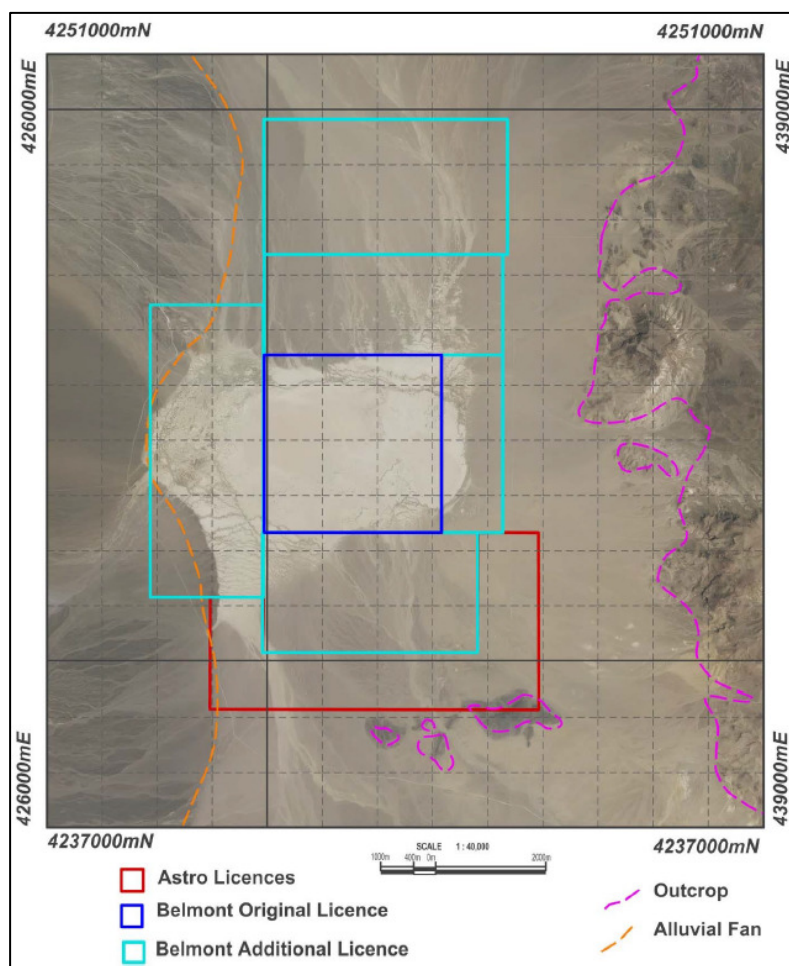 4251000mN 4251000mN
426000mE 439000mE
426000mE 439000mE
4237000mN 4237000mN
SCALE 1 : 40,000
1000m 400m 0m 2000m
Astro Licences
Belmont Original Licence
Belmont Additional Licence
Outcrop
Alluvial Fan